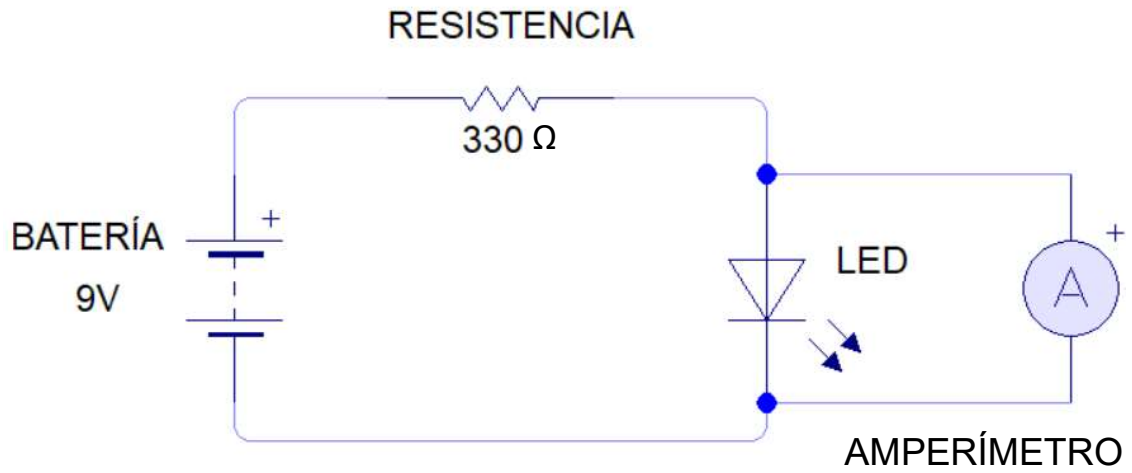 RESISTENCIA
330 Ω
+
BATERÍA
9V
LED
+
A
AMPERÍMETRO